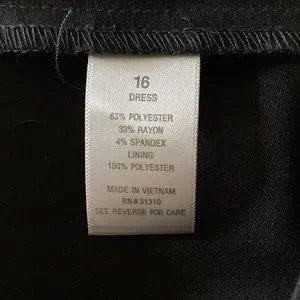 16
DRESS
63% POLYESTER
33% RAYON
4% SPANDEX
LINING
100% POLYESTER
MADE IN VIETNAM
RN#31310
SEE REVERSE FOR CARE